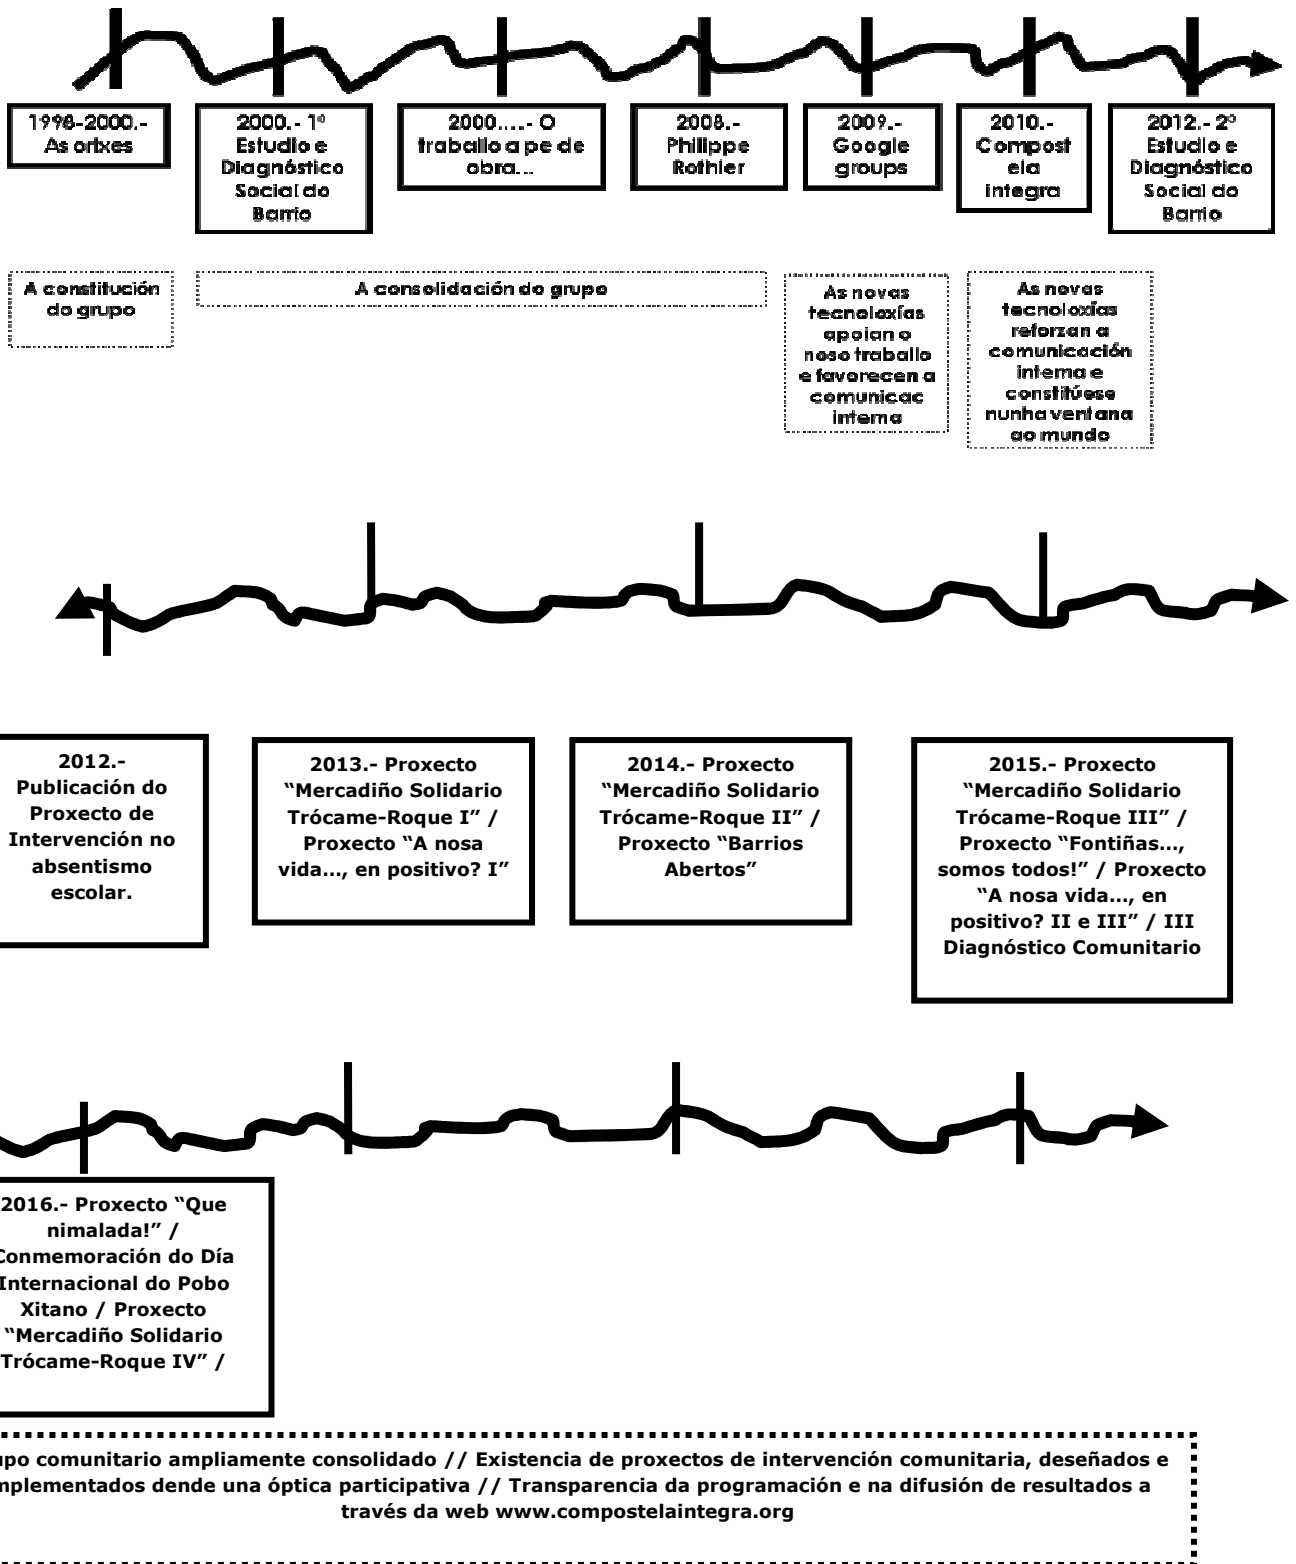 1998-2000.-
As orixes
2000.- 1º
Estudio e
Diagnóstico
Social do
Barrio
2000....- O
traballo a pe de
obra...
2008.-
Philippe
Rothier
2009.-
Google
groups
2010.-
Compost
ela
integra
2012.- 2º
Estudio e
Diagnóstico
Social do
Barrio
A constitución
do grupo
A consolidación do grupo
As novas
tecnoloxías
apoian o
noso traballo
e favorecen a
comunicac
interna
As novas
tecnoloxías
reforzan a
comunicación
interna e
constitúese
nunha ventana
ao mundo
2012.-
Publicación do
Proxecto de
Intervención no
absentismo
escolar.
2013.- Proxecto
“Mercadiño Solidario
Trócame-Roque I” /
Proxecto “A nosa
vida…, en positivo? I”
2014.- Proxecto
“Mercadiño Solidario
Trócame-Roque II” /
Proxecto “Barrios
Abertos”
2015.- Proxecto
“Mercadiño Solidario
Trócame-Roque III” /
Proxecto “Fontiñas…,
somos todos!” / Proxecto
“A nosa vida…, en
positivo? II e III” / III
Diagnóstico Comunitario
2016.- Proxecto “Que
nimalada!” /
Conmemoración do Día
Internacional do Pobo
Xitano / Proxecto
“Mercadiño Solidario
Trócame-Roque IV” /
upo comunitario ampliamente consolidado // Existencia de proxectos de intervención comunitaria, deseñados e
mplementados dende una óptica participativa // Transparencia da programación e na difusión de resultados a
través da web www.compostelaintegra.org